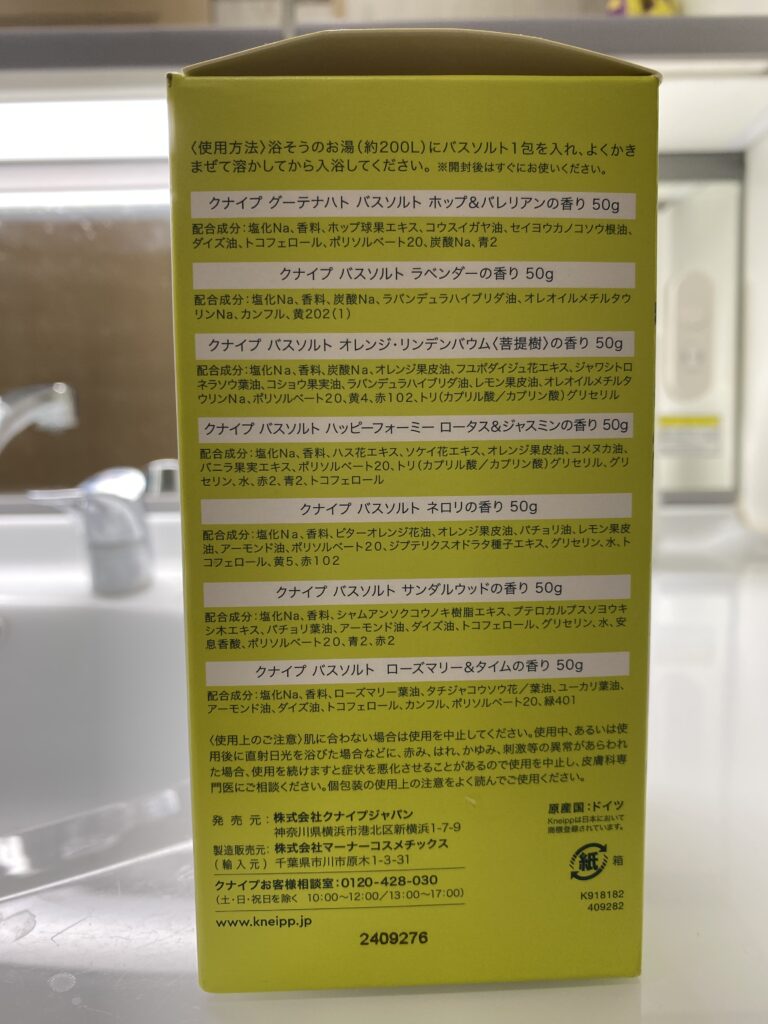 〈使用方法〉浴そうのお湯(約200L)にバスソルト1包を入れ、よくかき
まぜて溶かしてから入浴してください。 ※開封後はすぐにお使いください。
クナイプ グーテナハト バスソルト ホップ&バレリアンの香り 50g
配合成分:塩化Na、香料、ホップ球果エキス、コウスイガヤ油、セイヨウカノコソウ根油、
ダイズ油、トコフェロール、ポリソルベート20、炭酸Na、青2
クナイプ バスソルト ラベンダーの香り 50g
配合成分:塩化Na、香料、炭酸Na、ラバンデュラハイブリダ油、オレオイルメチルタウ
リンNa、カンフル、黄202(1)
クナイプ バスソルト オレンジ・リンデンバウム〈菩提樹〉の香り 50g
配合成分:塩化Na、香料、炭酸Na、オレンジ果皮油、フユボダイジュ花エキス、ジャワシトロ
ネラソウ葉油、コショウ果実油、ラバンデュラハイブリダ油、レモン果皮油、オレオイルメチルタ
ウリンNa、ポリソルベート20、黄4、赤102、トリ(カプリル酸/カプリン酸)グリセリル
クナイプ バスソルト ハッピーフォーミー ロータス&ジャスミンの香り 50g
配合成分:塩化Na、香料、ハス花エキス、ソケイ花エキス、オレンジ果皮油、コメヌカ油、
バニラ果実エキス、ポリソルベート20、トリ(カプリル酸/カプリン酸)グリセリル、グリ
セリン、水、赤2、青2、トコフェロール
クナイプ バスソルト ネロリの香り 50g
配合成分:塩化Na、香料、ビターオレンジ花油、オレンジ果皮油、パチョリ油、レモン果皮
油、アーモンド油、ポリソルベート20、ジプテリクスオドラタ種子エキス、グリセリン、水、ト
コフェロール、黄5、赤102
クナイプ バスソルト サンダルウッドの香り 50g
配合成分:塩化Na、香料、シャムアンソクコウノキ樹脂エキス、プテロカルプスソヨウキ
シ木エキス、パチョリ葉油、アーモンド油、ダイズ油、トコフェロール、グリセリン、水、安
息香酸、ポリソルベート20、青2、赤2
クナイプ バスソルト ローズマリー&タイムの香り 50g
配合成分:塩化Na、香料、ローズマリー葉油、タチジャコウソウ花/葉油、ユーカリ葉油、
アーモンド油、ダイズ油、トコフェロール、カンフル、ポリソルベート20、緑401
〈使用上のご注意〉肌に合わない場合は使用を中止してください。使用中、あるいは使
用後に直射日光を浴びた場合などに、赤み、はれ、かゆみ、刺激等の異常があらわれ
た場合、使用を続けますと症状を悪化させることがあるので使用を中止し、皮膚科専
門医にご相談ください。個包装の使用上の注意をよく読んでご使用ください。
発売元:株式会社クナイプジャパン
神奈川県横浜市港北区新横浜1-7-9
製造販売元:株式会社マーナーコスメチックス
(輸入元)千葉県市川市原木1-3-31
クナイプお客様相談室:0120-428-030
(土・日・祝日を除く 10:00〜12:00/13:00〜17:00)
www.kneipp.jp
原産国:ドイツ
Kneippは日本において
商標登録されています。
紙 箱
K918182
409282
2409276